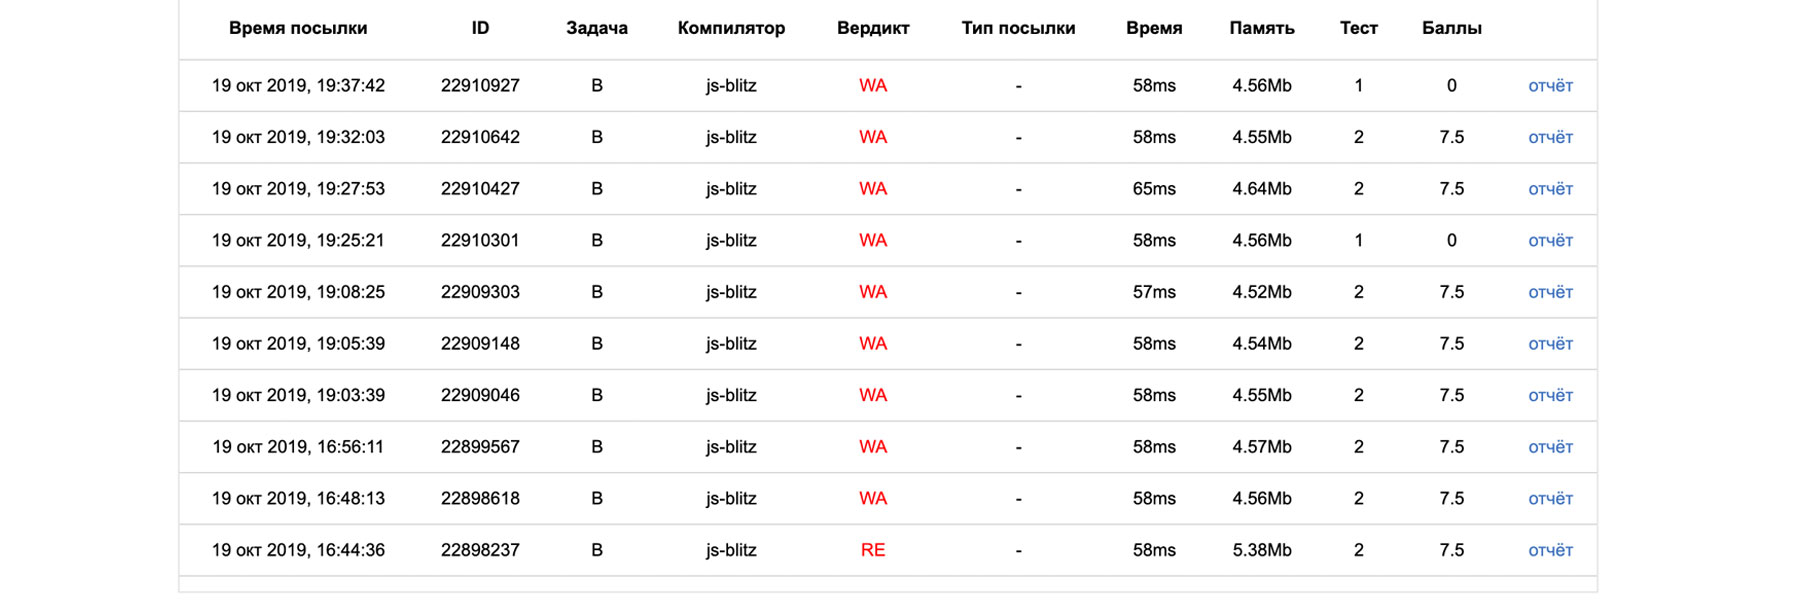 Время посылки ID Задача Компилятор Вердикт Тип посылки Время Память Тест Баллы
19 окт 2019, 19:37:42 22910927 B js-blitz WA - 58ms 4.56Mb 1 0 отчёт
19 окт 2019, 19:32:03 22910642 B js-blitz WA - 58ms 4.55Mb 2 7.5 отчёт
19 окт 2019, 19:27:53 22910427 B js-blitz WA - 65ms 4.64Mb 2 7.5 отчёт
19 окт 2019, 19:25:21 22910301 B js-blitz WA - 58ms 4.56Mb 1 0 отчёт
19 окт 2019, 19:08:25 22909303 B js-blitz WA - 57ms 4.52Mb 2 7.5 отчёт
19 окт 2019, 19:05:39 22909148 B js-blitz WA - 58ms 4.54Mb 2 7.5 отчёт
19 окт 2019, 19:03:39 22909046 B js-blitz WA - 58ms 4.55Mb 2 7.5 отчёт
19 окт 2019, 16:56:11 22899567 B js-blitz WA - 58ms 4.57Mb 2 7.5 отчёт
19 окт 2019, 16:48:13 22898618 B js-blitz WA - 58ms 4.56Mb 2 7.5 отчёт
19 окт 2019, 16:44:36 22898237 B js-blitz RE - 58ms 5.38Mb 2 7.5 отчёт